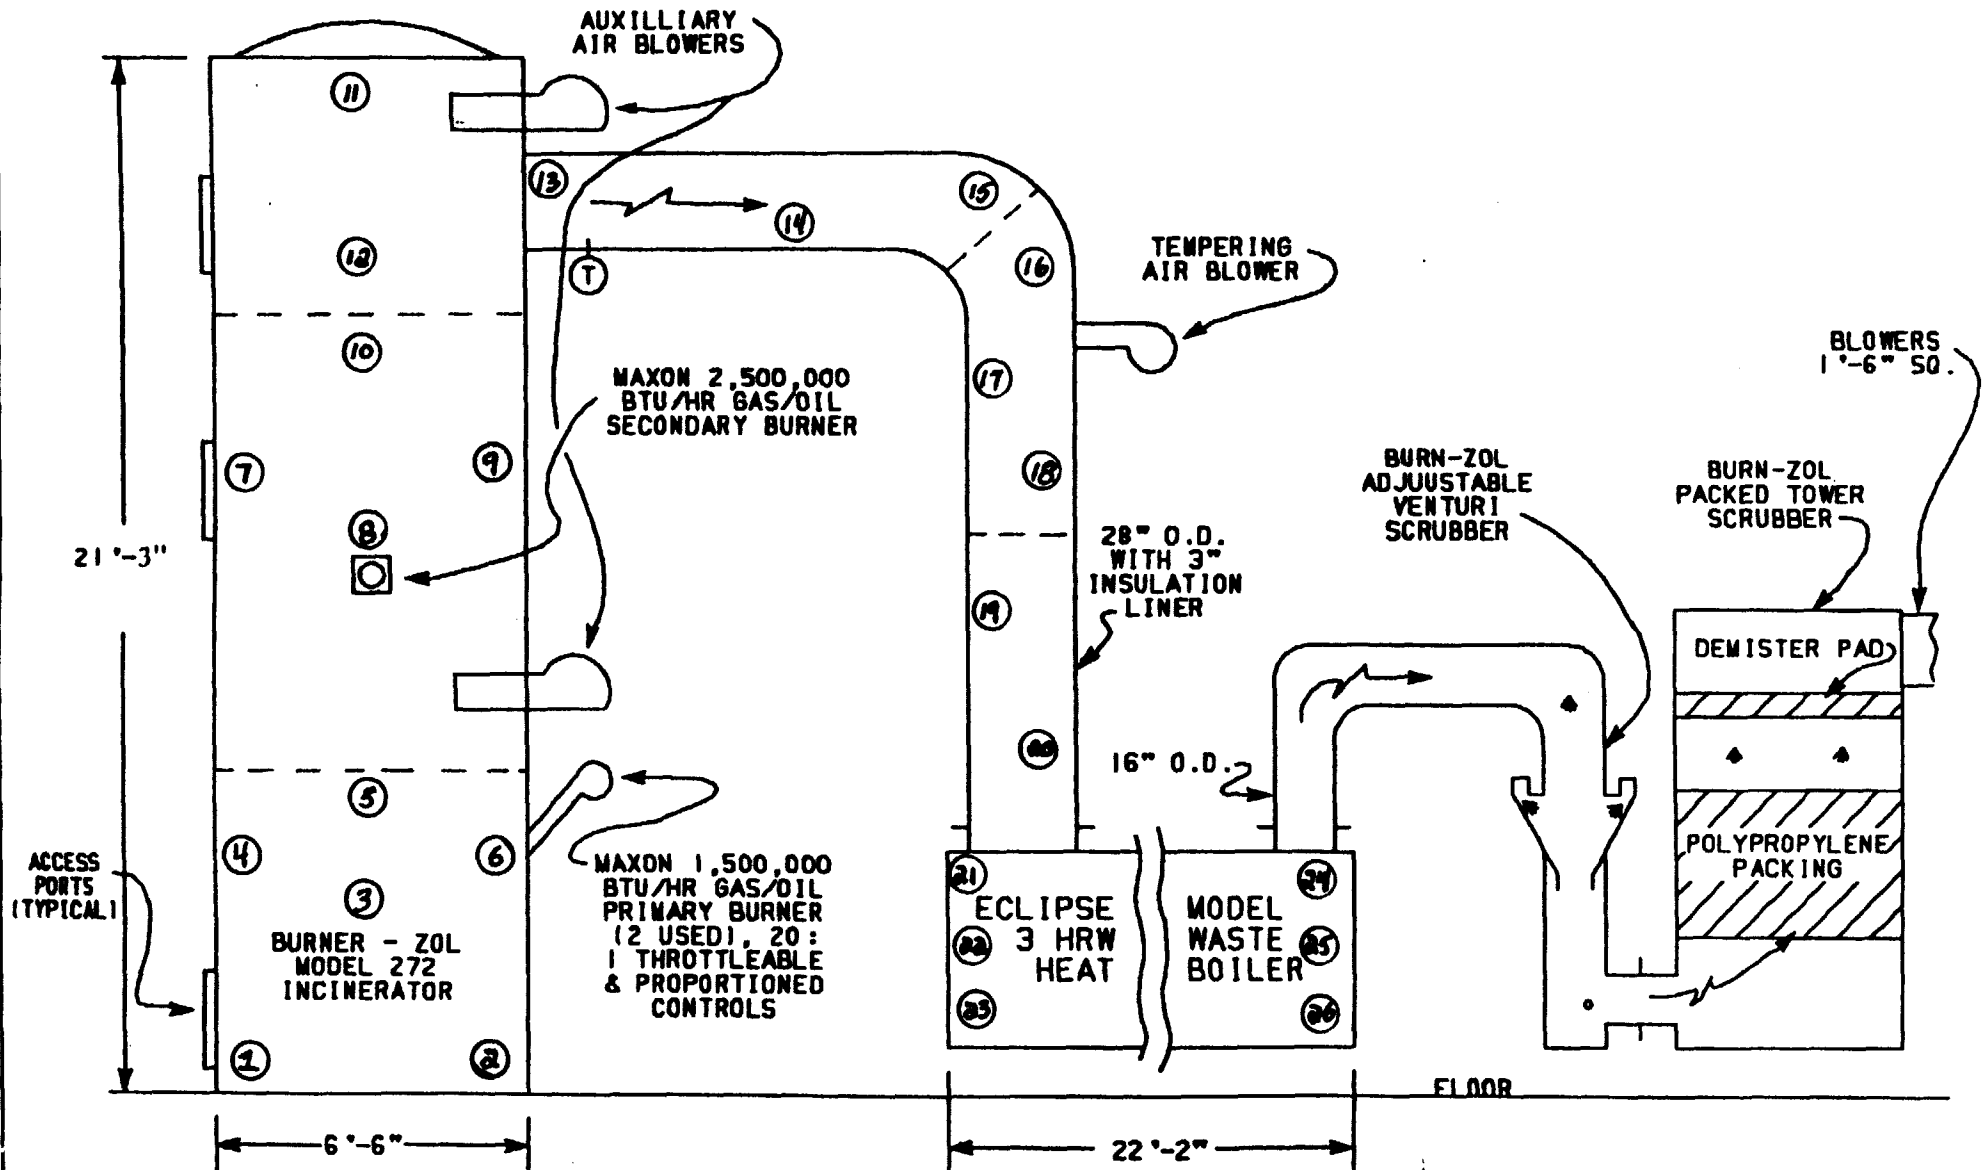 AUXILLIARY
AIR BLOWERS
11
13
14
15
16
12
T
TEMPERING
AIR BLOWER
10
MAXON 2,500,000
BTU/HR GAS/OIL
SECONDARY BURNER
17
18
BLOWERS
1'-6" SQ.
7
9
8
BURN-ZOL
ADJUUSTABLE
VENTURI
SCRUBBER
BURN-ZOL
PACKED TOWER
SCRUBBER
21'-3"
28" O.D.
WITH 3"
INSULATION
LINER
19
20
DEMISTER PAD
16" O.D.
5
4
6
3
ACCESS
PORTS
(TYPICAL)
MAXON 1,500,000
BTU/HR GAS/OIL
PRIMARY BURNER
(2 USED), 20:
1 THROTTLEABLE
& PROPORTIONED
CONTROLS
BURNER - ZOL
MODEL 272
INCINERATOR
1
2
21
22
23
ECLIPSE
3 HRW
HEAT
MODEL
WASTE
BOILER
24
25
26
POLYPROPYLENE
PACKING
FLOOR
6'-6"
22'-2"